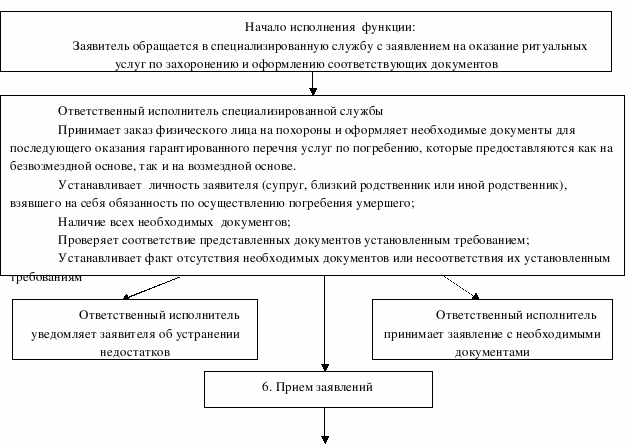 Начало исполнения функции:
Заявитель обращается в специализированную службу с заявлением на оказание ритуальных
услуг по захоронению и оформлению соответствующих документов
Ответственный исполнитель специализированной службы
Принимает заказ физического лица на похороны и оформляет необходимые документы для
последующего оказания гарантированного перечня услуг по погребению, которые предоставляются как на
безвозмездной основе, так и на возмездной основе.
Устанавливает личность заявителя (супруг, близкий родственник или иной родственник),
взявшего на себя обязанность по осуществлению погребения умершего;
Наличие всех необходимых документов;
Проверяет соответствие представленных документов установленным требованием;
Устанавливает факт отсутствия необходимых документов или несоответствия их установленным
требованиям
Ответственный исполнитель
уведомляет заявителя об устранении
недостатков
Ответственный исполнитель
принимает заявление с необходимыми
документами
6. Прием заявлений